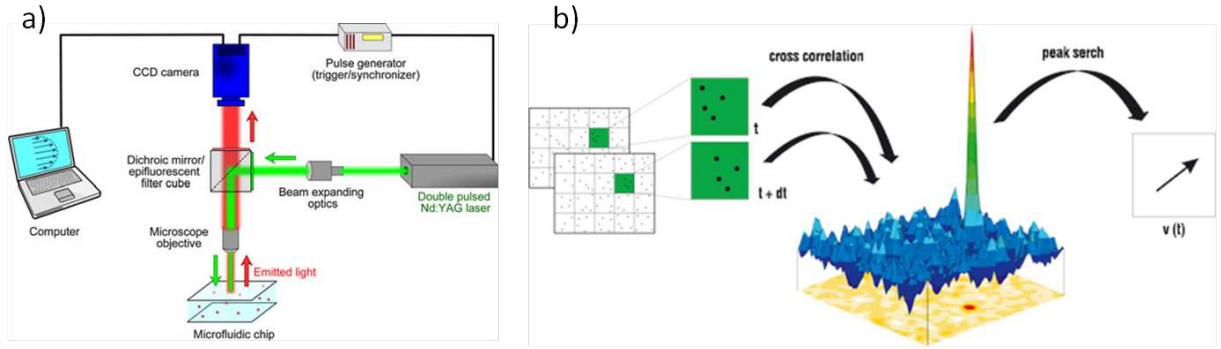 a)
CCD camera
Pulse generator
(trigger/synchronizer)
Dichroic mirror/
epifluorescent
filter cube
Beam expanding
optics
Double pulsed
Nd:YAG laser
Computer
Microscope
objective
Emitted light
Microfluidic chip
b)
cross correlation
peak serch
t
t + dt
v (t)